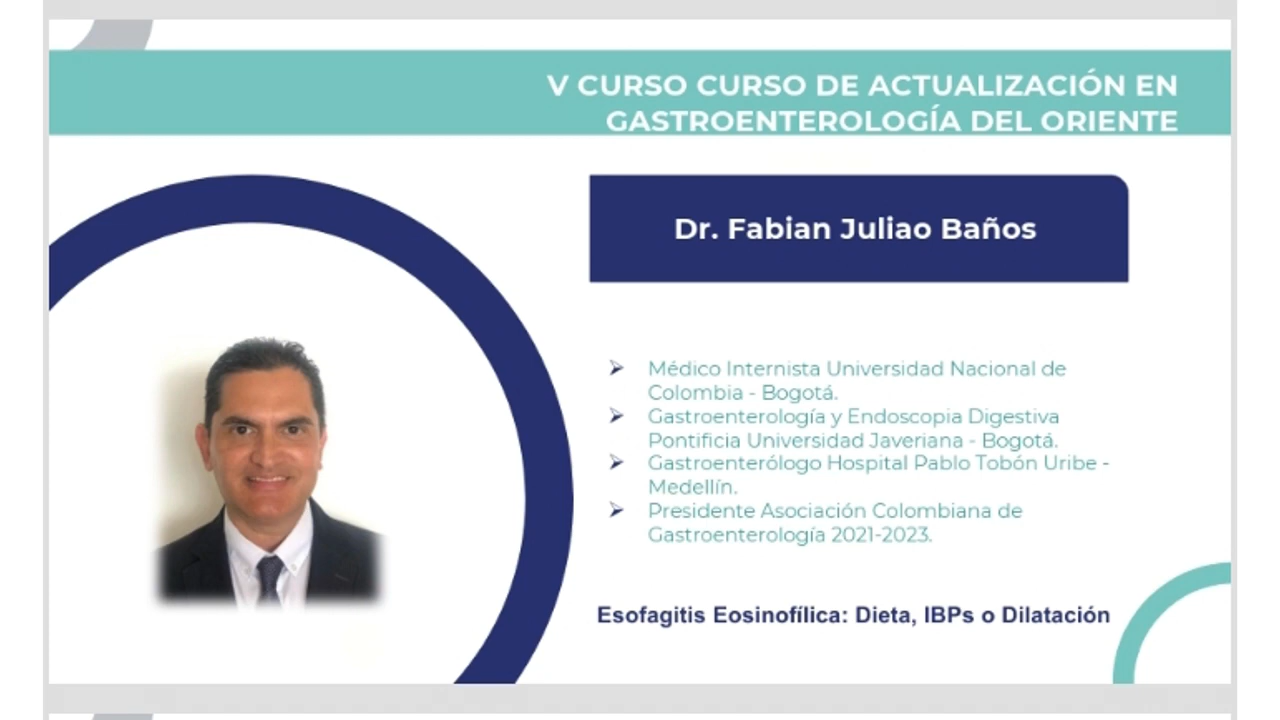 V CURSO CURSO DE ACTUALIZACIÓN EN
GASTROENTEROLOGÍA DEL ORIENTE
Dr. Fabian Juliao Baños
Médico Internista Universidad Nacional de
Colombia - Bogotá.
Gastroenterología y Endoscopia Digestiva
Pontificia Universidad Javeriana - Bogotá.
Gastroenterólogo Hospital Pablo Tobón Uribe -
Medellín.
Presidente Asociación Colombiana de
Gastroenterología 2021-2023.
Esofagitis Eosinofílica: Dieta, IBPs o Dilatación